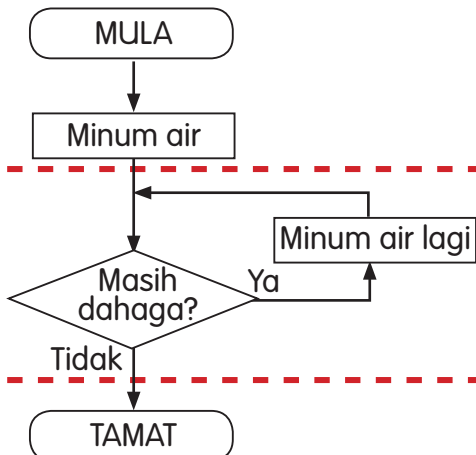 MULA
Minum air
Minum air lagi
Masih
dahaga?
Ya
Tidak
TAMAT